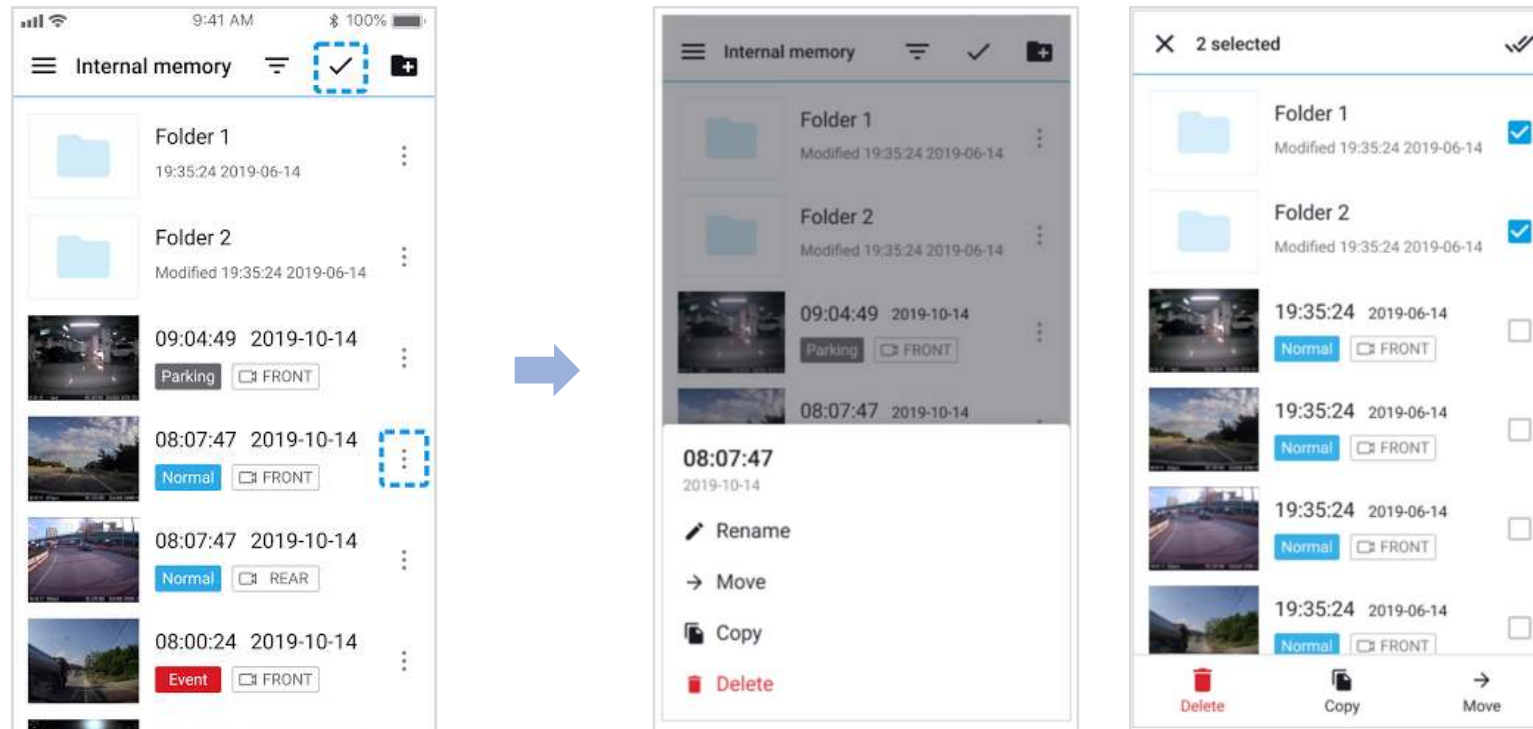 9:41 AM
100%
Internal memory
Folder 1
19:35:24 2019-06-14
Folder 2
Modified 19:35:24 2019-06-14
09:04:49 2019-10-14
Parking FRONT
08:07:47 2019-10-14
Normal FRONT
08:07:47 2019-10-14
Normal REAR
08:00:24 2019-10-14
Event FRONT
Internal memory
Folder 1
Modified 19:35:24 2019-06-14
Folder 2
Modified 19:35:24 2019-06-14
09:04:49 2019-10-14
Parking FRONT
08:07:47 2019-10-14
08:07:47
2019-10-14
Rename
Move
Copy
Delete
2 selected
Folder 1
Modified 19:35:24 2019-06-14
Folder 2
Modified 19:35:24 2019-06-14
19:35:24 2019-06-14
Normal FRONT
19:35:24 2019-06-14
Normal FRONT
19:35:24 2019-06-14
Normal FRONT
19:35:24 2019-06-14
Normal FRONT
Delete Copy Move